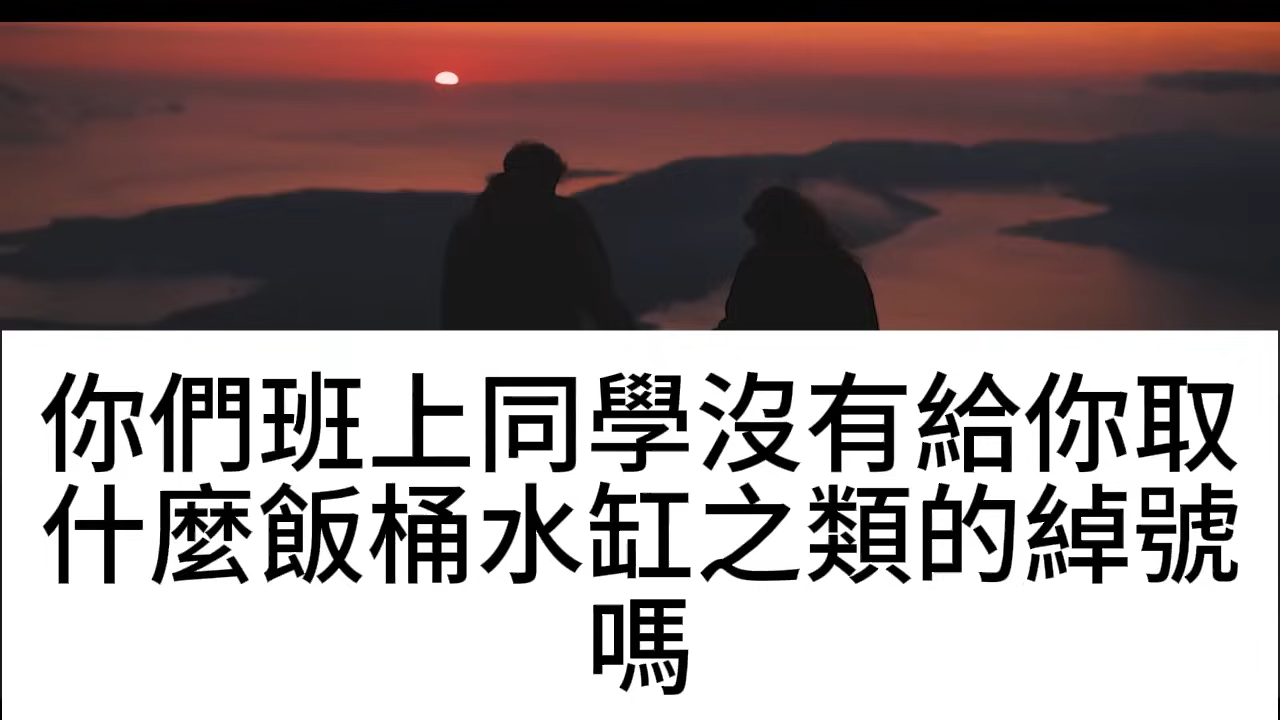 你們班上同學沒有給你取
什麼飯桶水缸之類的綽號
嗎